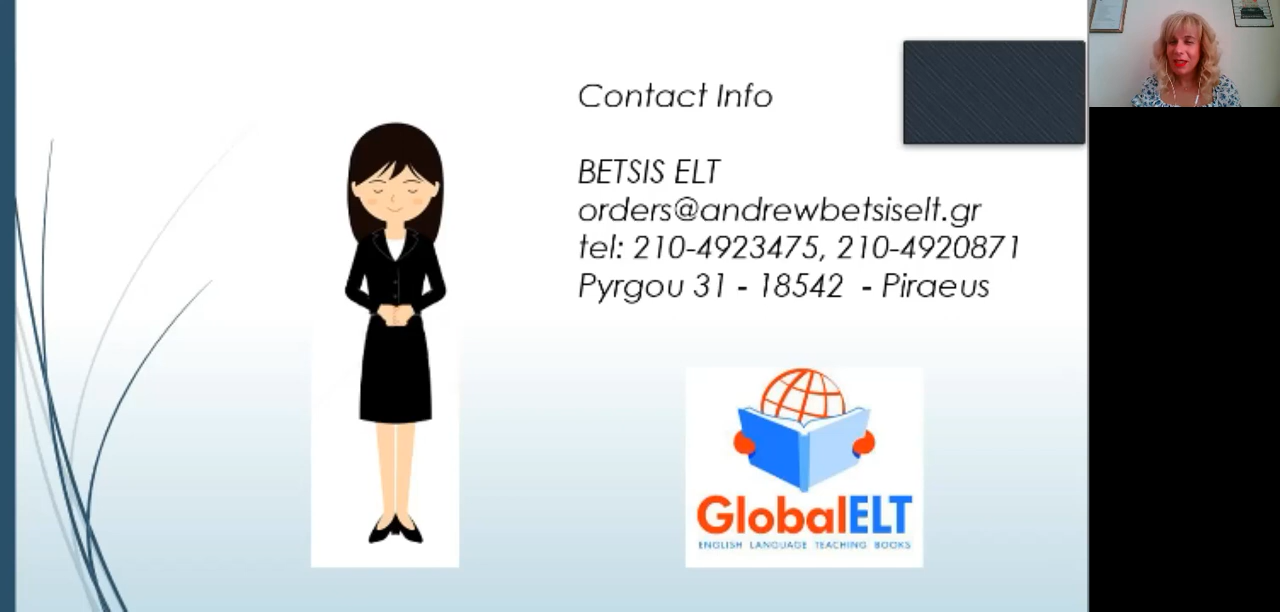 Contact Info
BETSIS ELT
orders@andrewbetsiselt.gr
tel: 210-4923475, 210-4920871
Pyrgou 31 - 18542 - Piraeus
GlobalELT
ENGLISH LANGUAGE TEACHING BOOKS